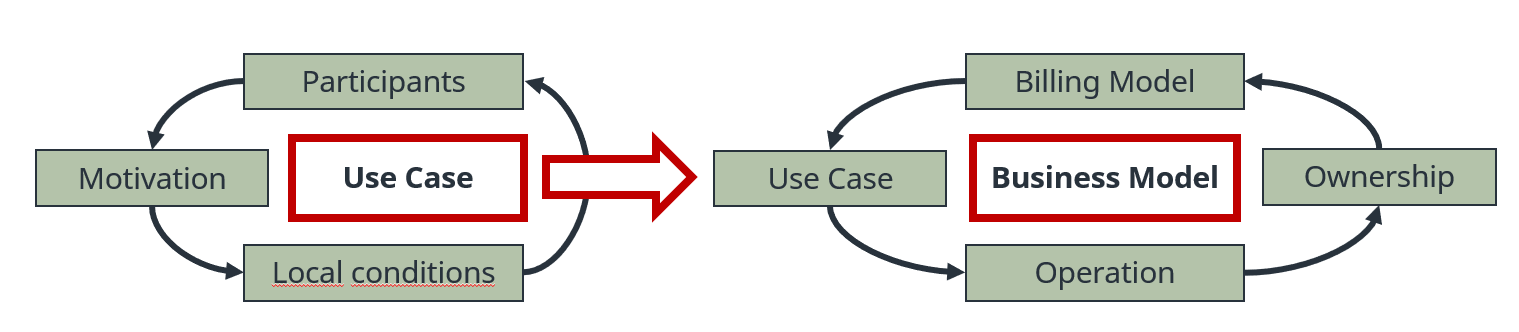 Participants
Motivation
Use Case
Local conditions
Billing Model
Use Case
Business Model
Ownership
Operation